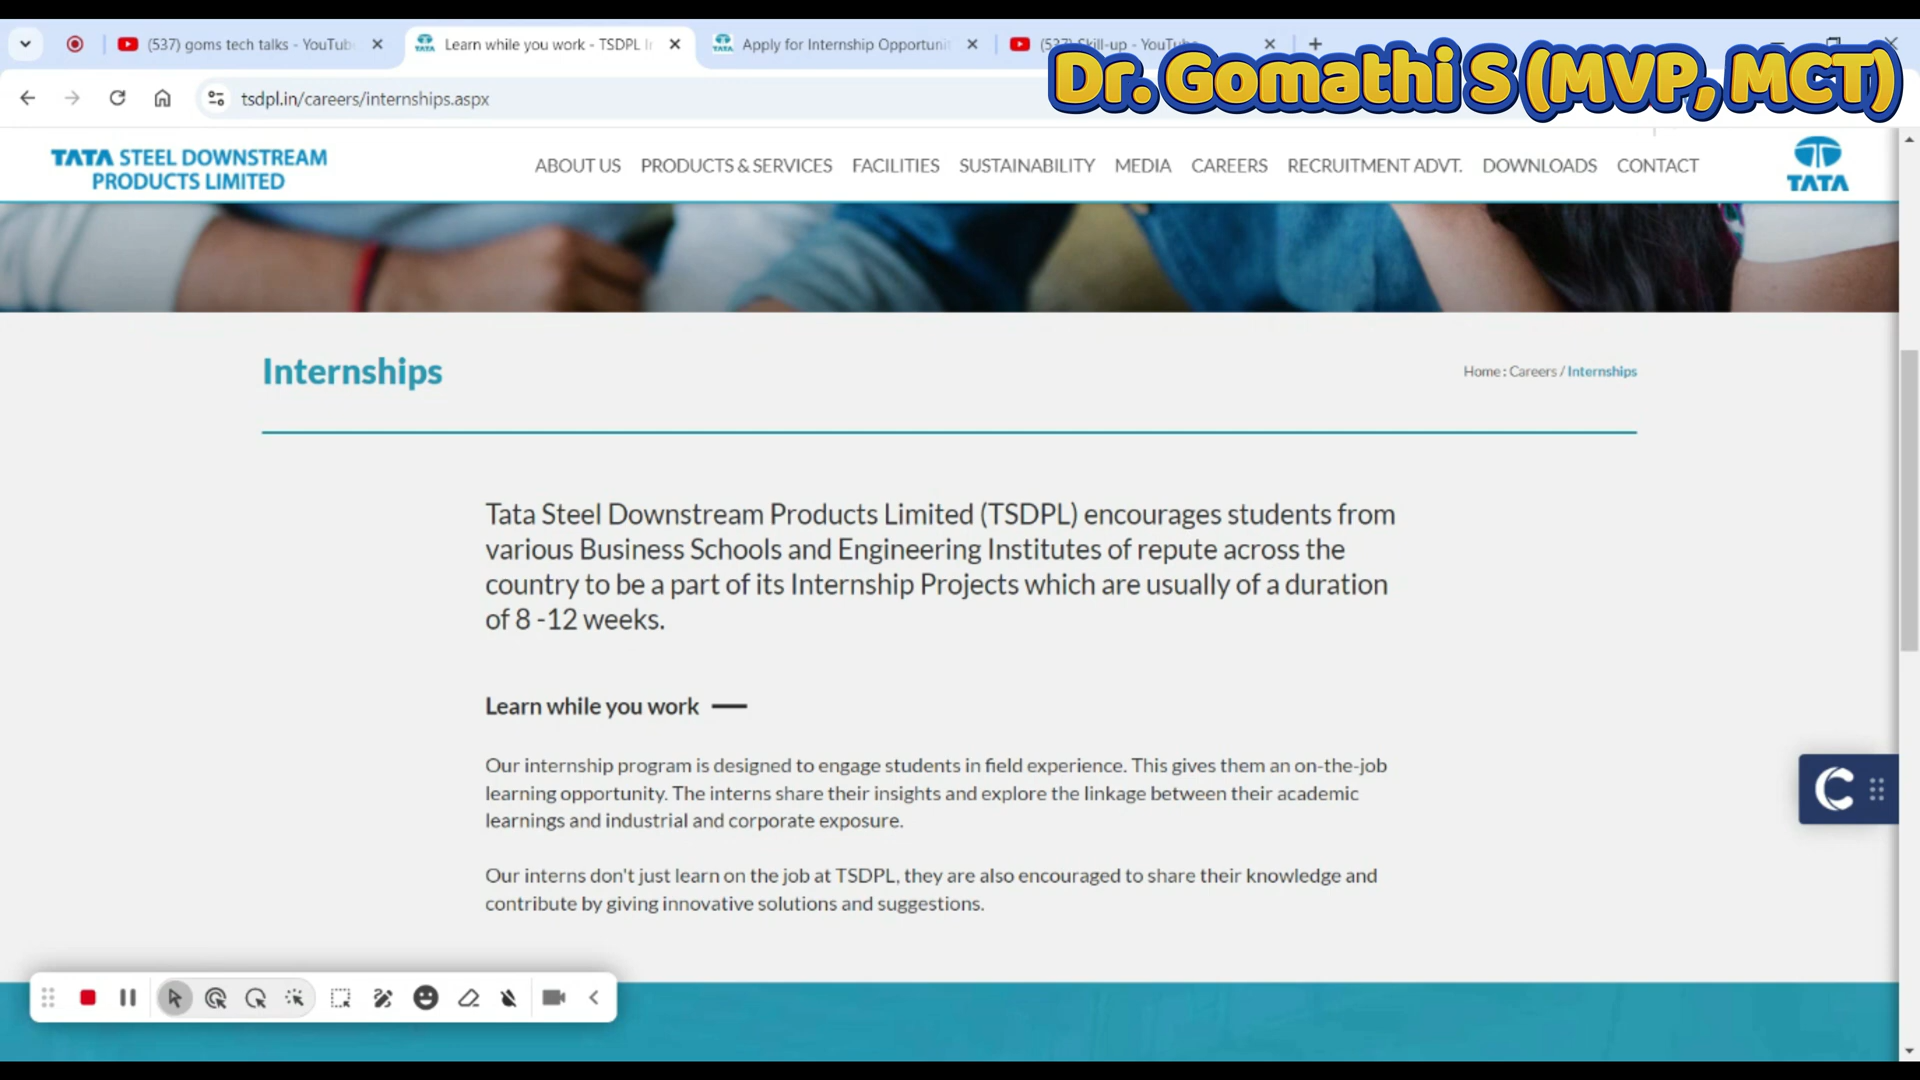 (537) goms tech talks - YouTub
Learn while you work - TSDPL I
Apply for Internship Opportuni
(537) Skill-up - YouTube
Dr. Gomathi S (MVP, MCT)
tsdpl.in/careers/internships.aspx
TATA STEEL DOWNSTREAM
PRODUCTS LIMITED
ABOUT US PRODUCTS & SERVICES FACILITIES SUSTAINABILITY MEDIA CAREERS RECRUITMENT ADVT. DOWNLOADS CONTACT
TATA
Internships
Home : Careers / Internships
Tata Steel Downstream Products Limited (TSDPL) encourages students from
various Business Schools and Engineering Institutes of repute across the
country to be a part of its Internship Projects which are usually of a duration
of 8 -12 weeks.
Learn while you work
Our internship program is designed to engage students in field experience. This gives them an on-the-job
learning opportunity. The interns share their insights and explore the linkage between their academic
learnings and industrial and corporate exposure.
Our interns don't just learn on the job at TSDPL, they are also encouraged to share their knowledge and
contribute by giving innovative solutions and suggestions.